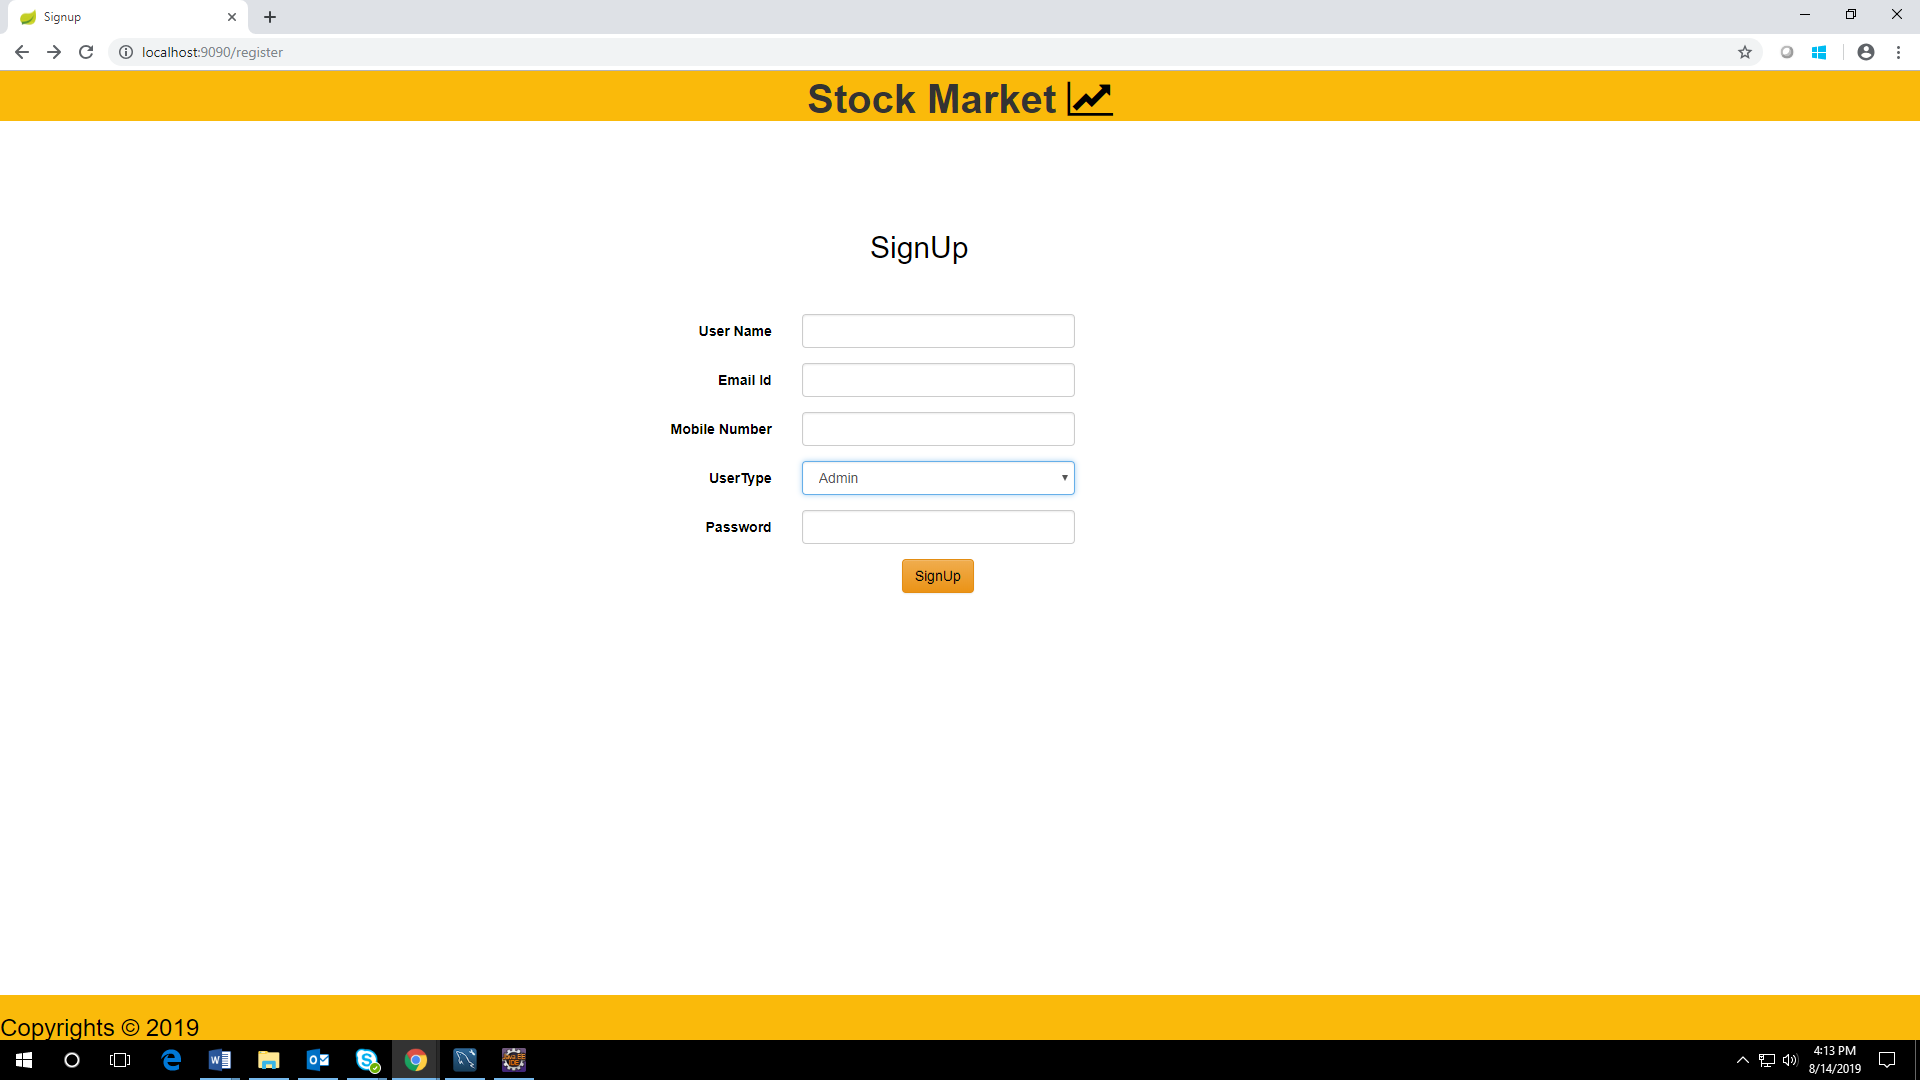 Signup
localhost:9090/register
Stock Market
SignUp
User Name
Email Id
Mobile Number
UserType
Admin
Password
SignUp
Copyrights © 2019
4:13 PM
8/14/2019